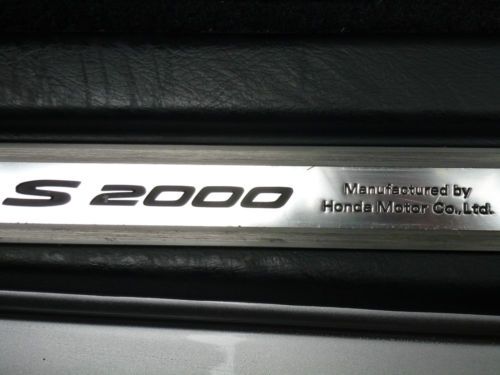 S 2000
Manufactured by
Honda Motor Co., Ltd.